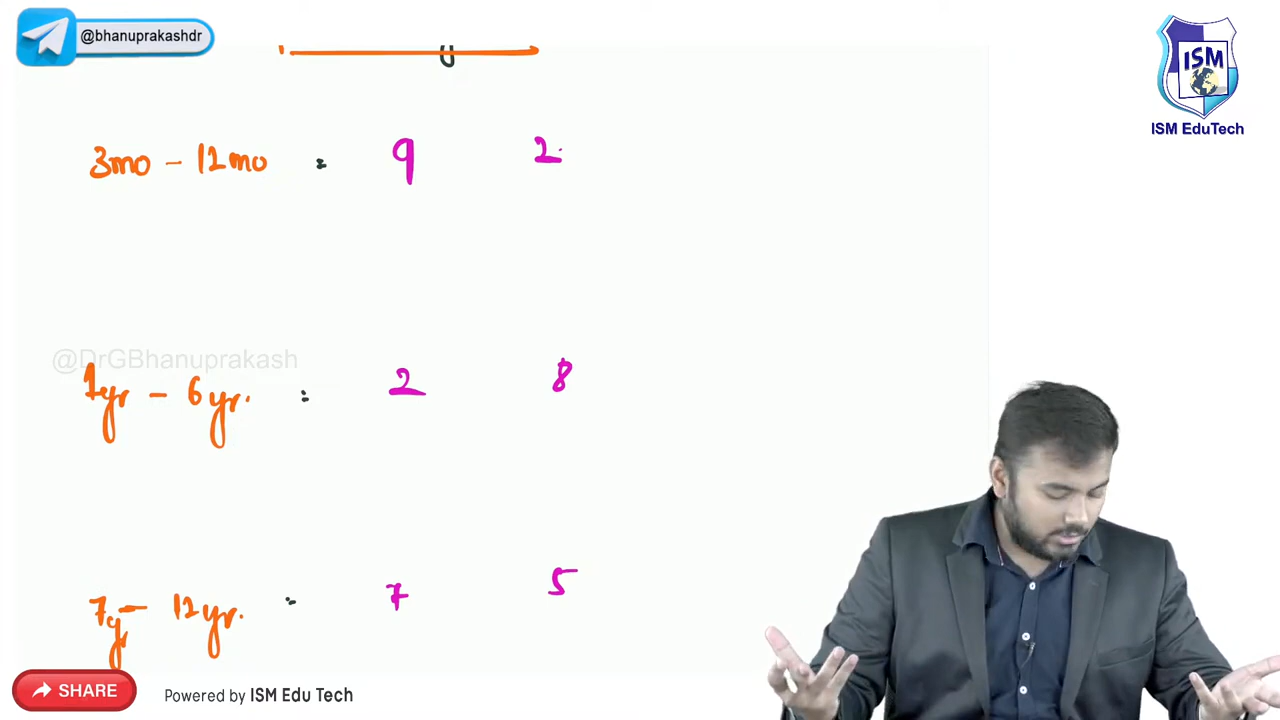 @bhanuprakashdr
ISM
ISM EduTech
3mo - 12mo = 9 2
@DrGBhanuprakash
1yr - 6yr. = 2 8
7yr - 12yr. = 7 5
SHARE
Powered by ISM Edu Tech